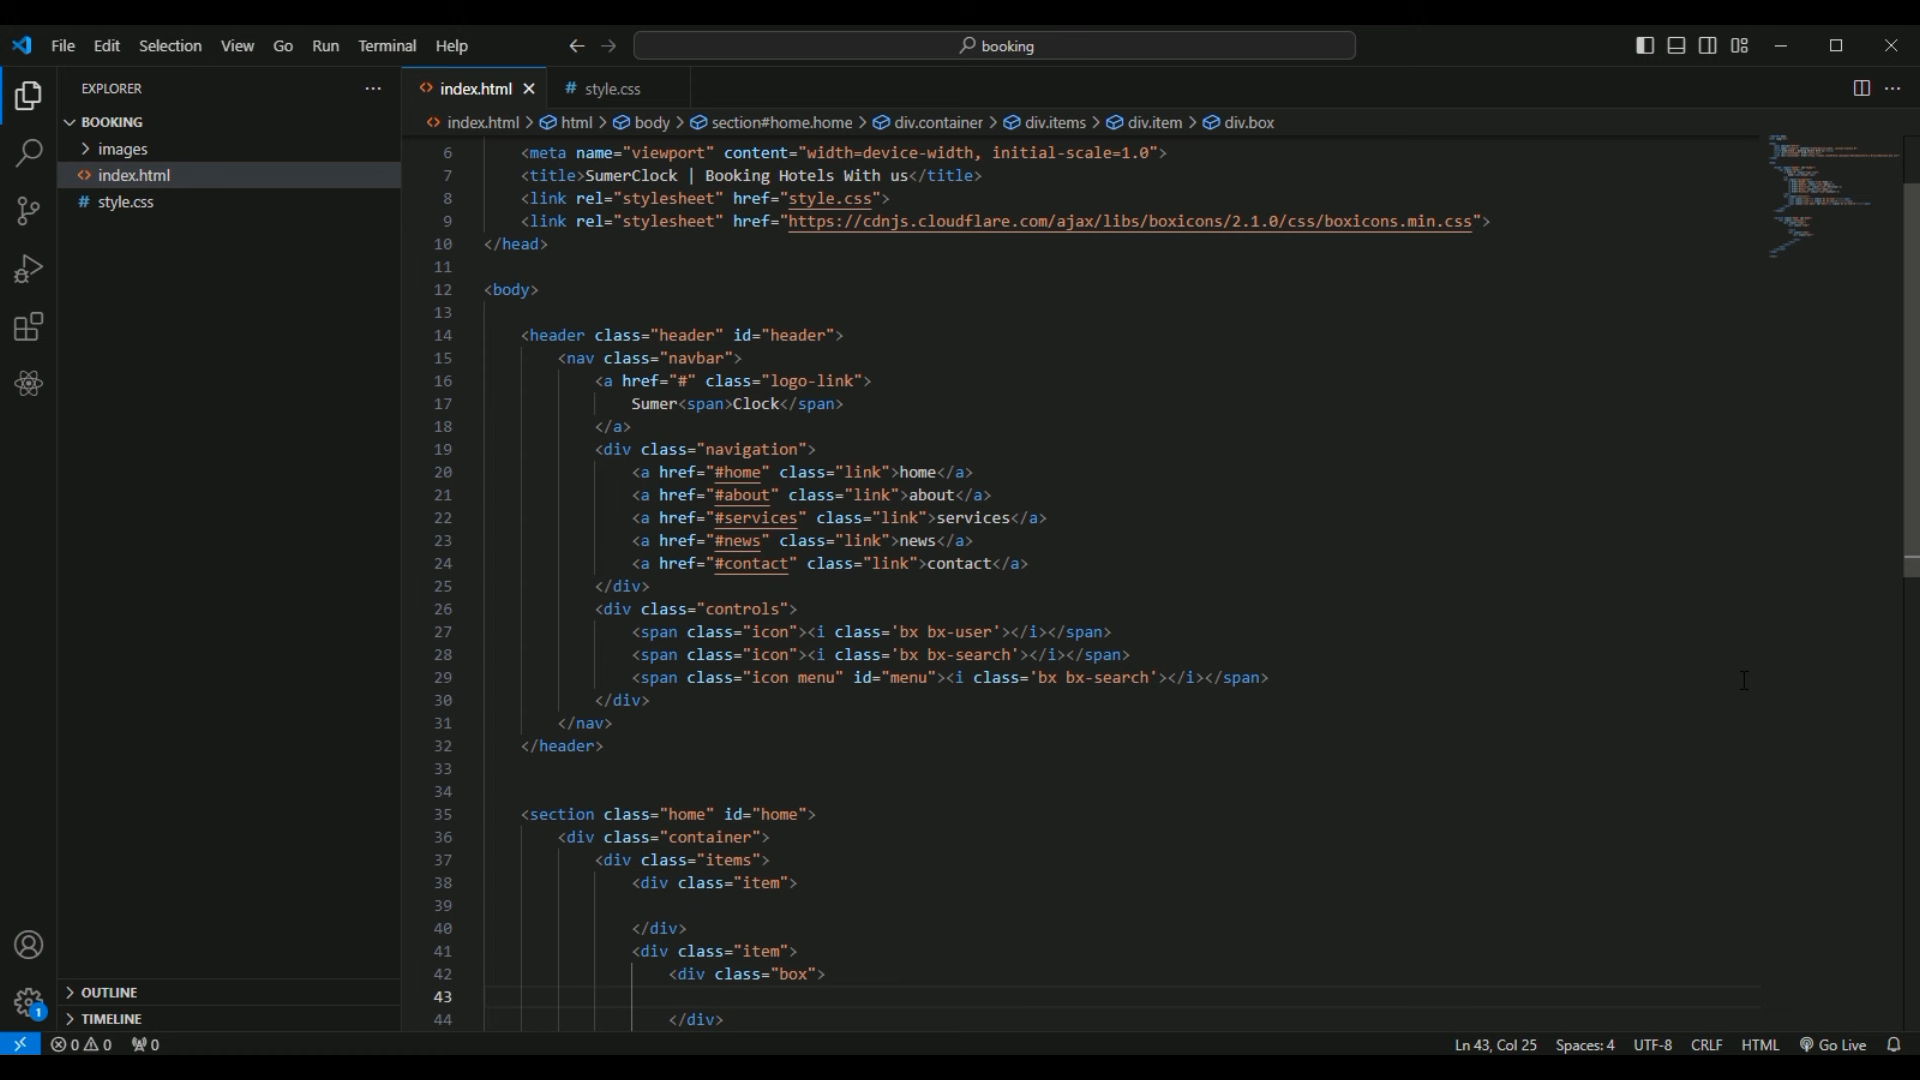 File Edit Selection View Go Run Terminal Help
booking
EXPLORER
BOOKING
images
index.html
style.css
OUTLINE
TIMELINE
index.html
style.css
index.html > html > body > section#home.home > div.container > div.items > div.item > div.box
6 <meta name="viewport" content="width=device-width, initial-scale=1.0">
7 <title>SumerClock | Booking Hotels With us</title>
8 <link rel="stylesheet" href="style.css">
9 <link rel="stylesheet" href="https://cdnjs.cloudflare.com/ajax/libs/boxicons/2.1.0/css/boxicons.min.css">
10 </head>
11
12 <body>
13
14 <header class="header" id="header">
15 <nav class="navbar">
16 <a href="#" class="logo-link">
17 Sumer<span>Clock</span>
18 </a>
19 <div class="navigation">
20 <a href="#home" class="link">home</a>
21 <a href="#about" class="link">about</a>
22 <a href="#services" class="link">services</a>
23 <a href="#news" class="link">news</a>
24 <a href="#contact" class="link">contact</a>
25 </div>
26 <div class="controls">
27 <span class="icon"><i class='bx bx-user'></i></span>
28 <span class="icon"><i class='bx bx-search'></i></span>
29 <span class="icon menu" id="menu"><i class='bx bx-search'></i></span>
30 </div>
31 </nav>
32 </header>
33
34
35 <section class="home" id="home">
36 <div class="container">
37 <div class="items">
38 <div class="item">
39
40 </div>
41 <div class="item">
42 <div class="box">
43
44 </div>
1
0 0 0
Ln 43, Col 25 Spaces: 4 UTF-8 CRLF HTML Go Live